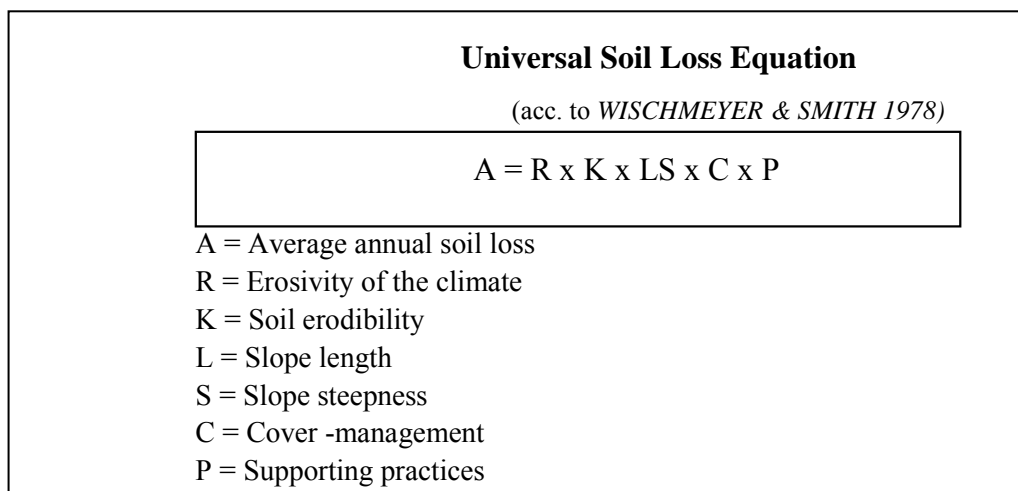 Universal Soil Loss Equation
(acc. to WISCHMEYER & SMITH 1978)
A = R x K x LS x C x P
A = Average annual soil loss
R = Erosivity of the climate
K = Soil erodibility
L = Slope length
S = Slope steepness
C = Cover -management
P = Supporting practices